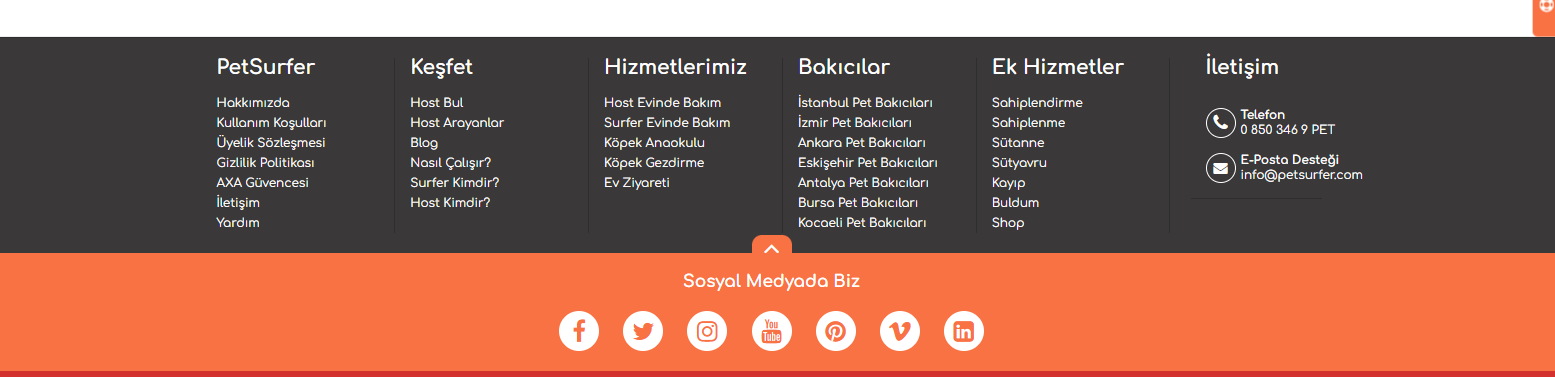 PetSurfer
Hakkımızda
Kullanım Koşulları
Üyelik Sözleşmesi
Gizlilik Politikası
AXA Güvencesi
İletişim
Yardım
Keşfet
Host Bul
Host Arayanlar
Blog
Nasıl Çalışır?
Surfer Kimdir?
Host Kimdir?
Hizmetlerimiz
Host Evinde Bakım
Surfer Evinde Bakım
Köpek Anaokulu
Köpek Gezdirme
Ev Ziyareti
Bakıcılar
İstanbul Pet Bakıcıları
İzmir Pet Bakıcıları
Ankara Pet Bakıcıları
Eskişehir Pet Bakıcıları
Antalya Pet Bakıcıları
Bursa Pet Bakıcıları
Kocaeli Pet Bakıcıları
Ek Hizmetler
Sahiplendirme
Sahiplenme
Sütanne
Sütyavru
Kayıp
Buldum
Shop
İletişim
Telefon
0 850 346 9 PET
E-Posta Desteği
info@petsurfer.com
Sosyal Medyada Biz
You
Tube